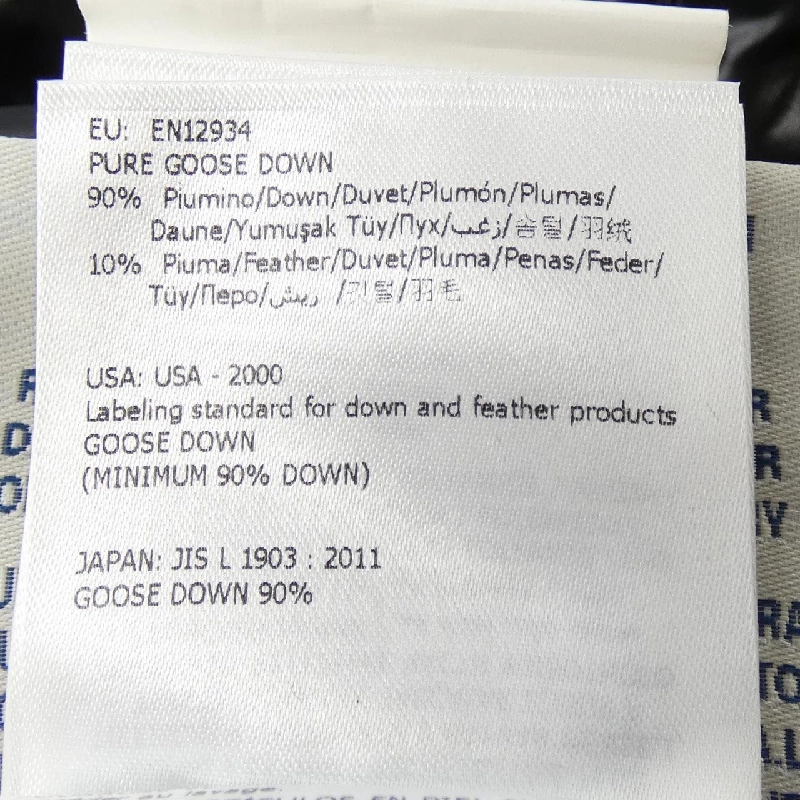 EU: EN12934
PURE GOOSE DOWN
90% Piumino/Down/Duvet/Plumón/Plumas/
Daune/Yumuşak Tüy/Пух/زغب/솜털/羽绒
10% Piuma/Feather/Duvet/Pluma/Penas/Feder/
Tüy/Перо/ريش /깃털/羽毛
USA: USA - 2000
Labeling standard for down and feather products
GOOSE DOWN
(MINIMUM 90% DOWN)
JAPAN: JIS L 1903 : 2011
GOOSE DOWN 90%